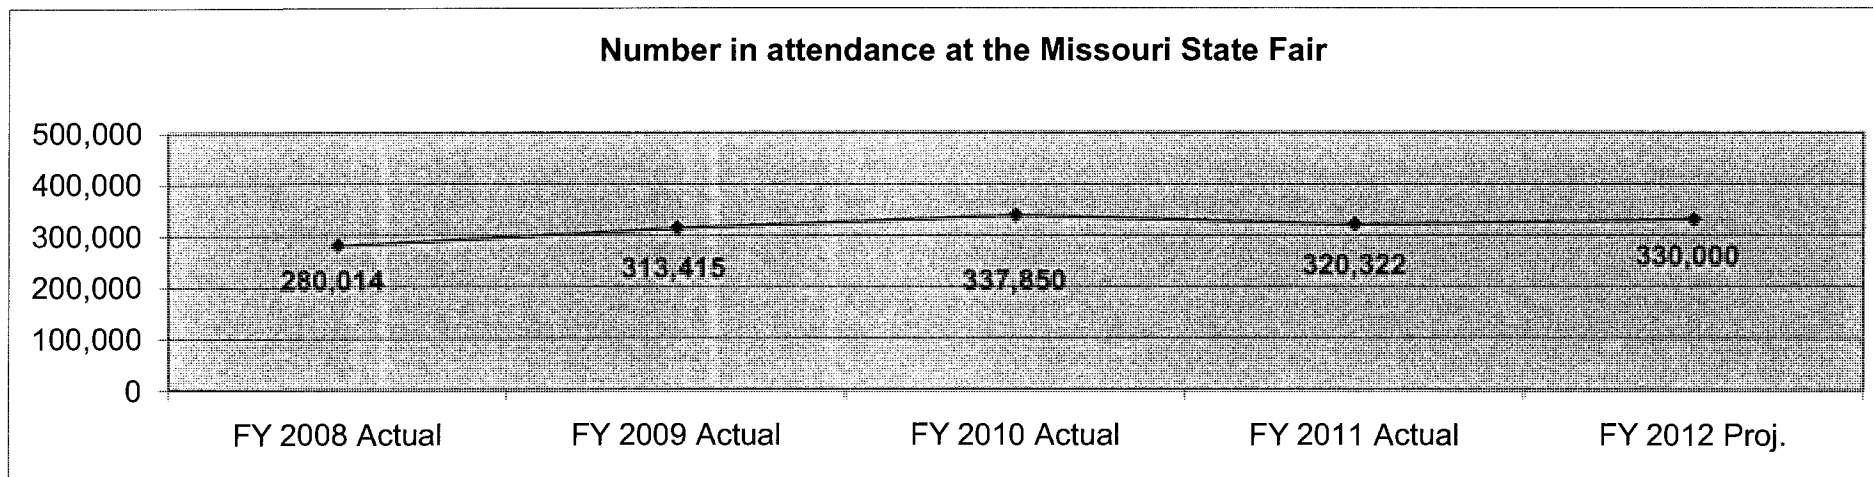 Number in attendance at the Missouri State Fair
500,000
400,000
300,000
200,000
100,000
0
280,014
313,415
337,850
320,322
330,000
FY 2008 Actual
FY 2009 Actual
FY 2010 Actual
FY 2011 Actual
FY 2012 Proj.